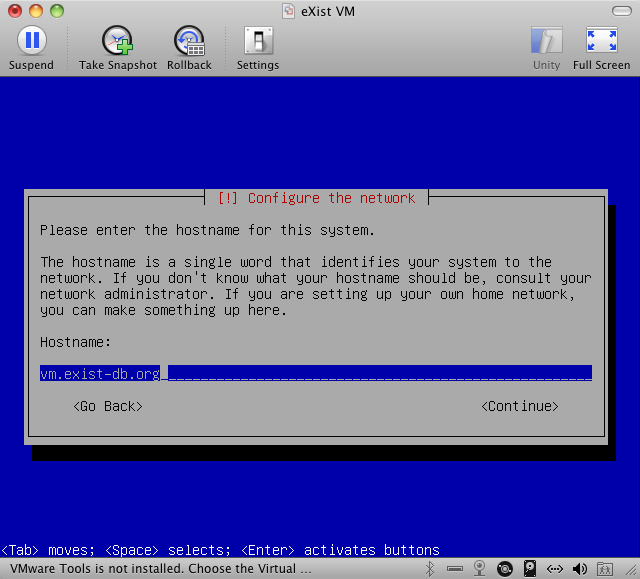 eXist VM
Suspend Take Snapshot Rollback Settings Unity Full Screen
[!] Configure the network
Please enter the hostname for this system.
The hostname is a single word that identifies your system to the
network. If you don't know what your hostname should be, consult your
network administrator. If you are setting up your own home network,
you can make something up here.
Hostname:
vm.exist-db.org
<Go Back> <Continue>
<Tab> moves; <Space> selects; <Enter> activates buttons
VMware Tools is not installed. Choose the Virtual ...